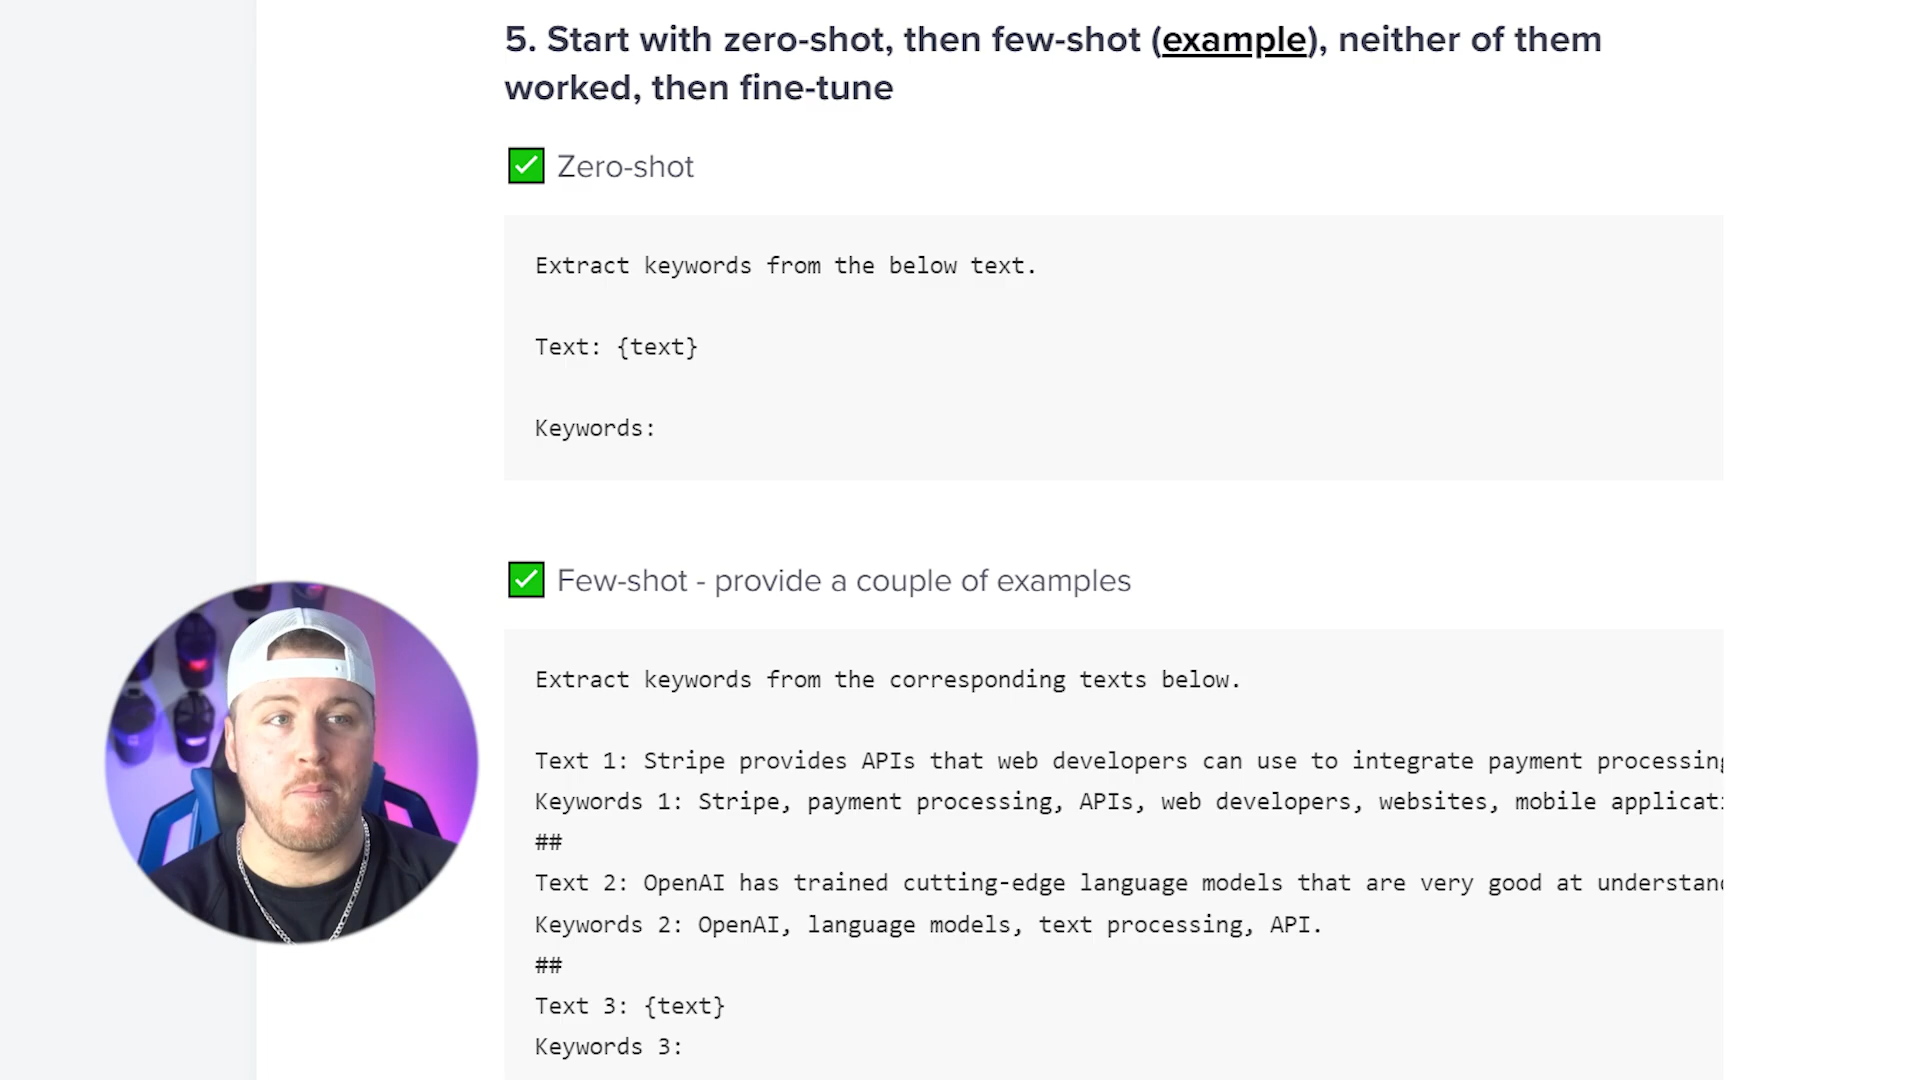 5. Start with zero-shot, then few-shot (example), neither of them
worked, then fine-tune
✅ Zero-shot
Extract keywords from the below text.
Text: {text}
Keywords:
✅ Few-shot - provide a couple of examples
Extract keywords from the corresponding texts below.
Text 1: Stripe provides APIs that web developers can use to integrate payment processing
Keywords 1: Stripe, payment processing, APIs, web developers, websites, mobile applicat
##
Text 2: OpenAI has trained cutting-edge language models that are very good at understan
Keywords 2: OpenAI, language models, text processing, API.
##
Text 3: {text}
Keywords 3: